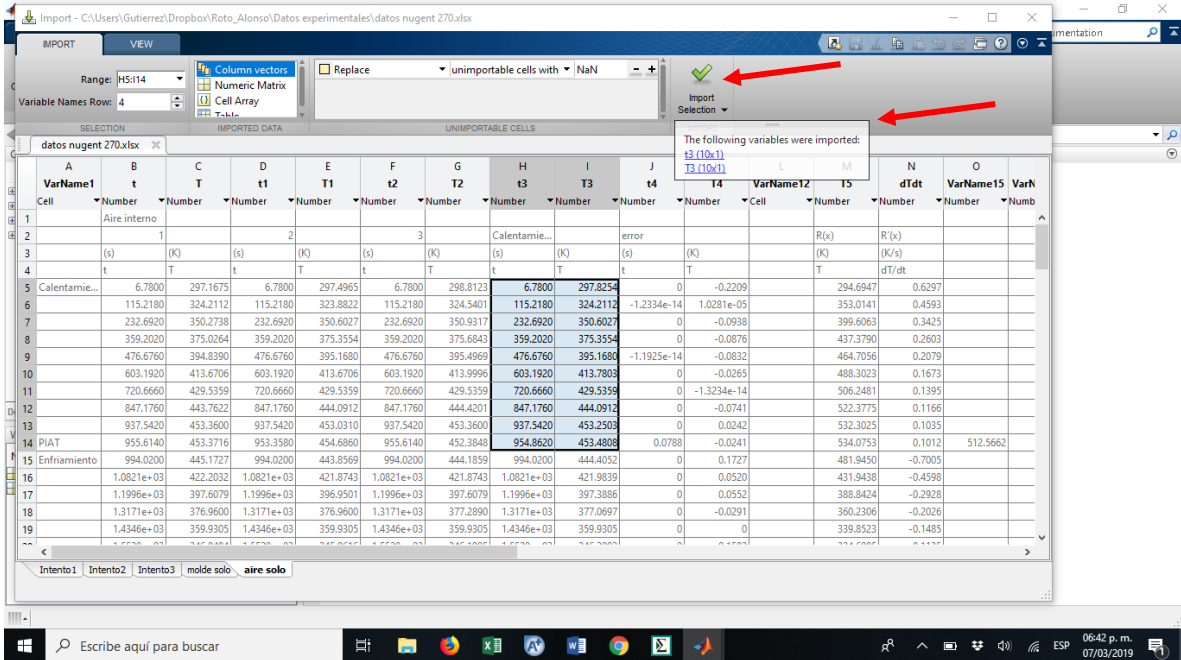 Import - C:\Users\Gutierrez\Dropbox\Roto_Alonso\Datos experimentales\datos nugent 270.xlsx
IMPORT VIEW
mentation
Range: H5:I14
Variable Names Row: 4
Column vectors
Numeric Matrix
Cell Array
Table
Replace unimportable cells with NaN - +
Import
Selection
SELECTION IMPORTED DATA UNIMPORTABLE CELLS
The following variables were imported:
t3 (10x1)
T3 (10x1)
datos nugent 270.xlsx
A B C D E F G H I J L M N O
VarName1 t T t1 T1 t2 T2 t3 T3 t4 T4 VarName12 T5 dTdt VarName15 VarN
Cell Number Number Number Number Number Number Number Number Number Number Cell Number Number Number Numb
1 Aire interno
2 1 2 3 Calentamie... error R(x) R'(x)
3 (s) (K) (s) (K) (s) (K) (s) (K) (s) (K) (K) (K/s)
4 t T t T t T t T t T T dT/dt
5 Calentamie... 6.7800 297.1675 6.7800 297.4965 6.7800 298.8123 6.7800 297.8254 0 -0.2209 294.6947 0.6297
6 115.2180 324.2112 115.2180 323.8822 115.2180 324.5401 115.2180 324.2112 -1.2334e-14 1.0281e-05 353.0141 0.4593
7 232.6920 350.2738 232.6920 350.6027 232.6920 350.9317 232.6920 350.6027 0 -0.0938 399.6063 0.3425
8 359.2020 375.0264 359.2020 375.3554 359.2020 375.6843 359.2020 375.3554 0 -0.0876 437.3790 0.2603
9 476.6760 394.8390 476.6760 395.1680 476.6760 395.4969 476.6760 395.1680 -1.1925e-14 -0.0832 464.7056 0.2079
10 603.1920 413.6706 603.1920 413.6706 603.1920 413.9996 603.1920 413.7803 0 -0.0265 488.3023 0.1673
11 720.6660 429.5359 720.6660 429.5359 720.6660 429.5359 720.6660 429.5359 0 -1.3234e-14 506.2481 0.1395
12 847.1760 443.7622 847.1760 444.0912 847.1760 444.4201 847.1760 444.0912 0 -0.0741 522.3775 0.1166
13 937.5420 453.3600 937.5420 453.0310 937.5420 453.3600 937.5420 453.2503 0 0.0242 532.3025 0.1035
14 PIAT 955.6140 453.3716 953.3580 454.6860 955.6140 452.3848 954.8620 453.4808 0.0788 -0.0241 534.0753 0.1012 512.5662
15 Enfriamiento 994.0200 445.1727 994.0200 443.8569 994.0200 444.1859 994.0200 444.4052 0 0.1727 481.9450 -0.7005
16 1.0821e+03 422.2032 1.0821e+03 421.8743 1.0821e+03 421.8743 1.0821e+03 421.9839 0 0.0520 431.9438 -0.4598
17 1.1996e+03 397.6079 1.1996e+03 396.9501 1.1996e+03 397.6079 1.1996e+03 397.3886 0 0.0552 388.8424 -0.2928
18 1.3171e+03 376.9600 1.3171e+03 376.9600 1.3171e+03 377.2890 1.3171e+03 377.0697 0 -0.0291 360.2306 -0.2026
19 1.4346e+03 359.9305 1.4346e+03 359.9305 1.4346e+03 359.9305 1.4346e+03 359.9305 0 0 339.8523 -0.1485
Intento1 Intento2 Intento3 molde solo aire solo
Escribe aquí para buscar
ESP
06:42 p. m.
07/03/2019